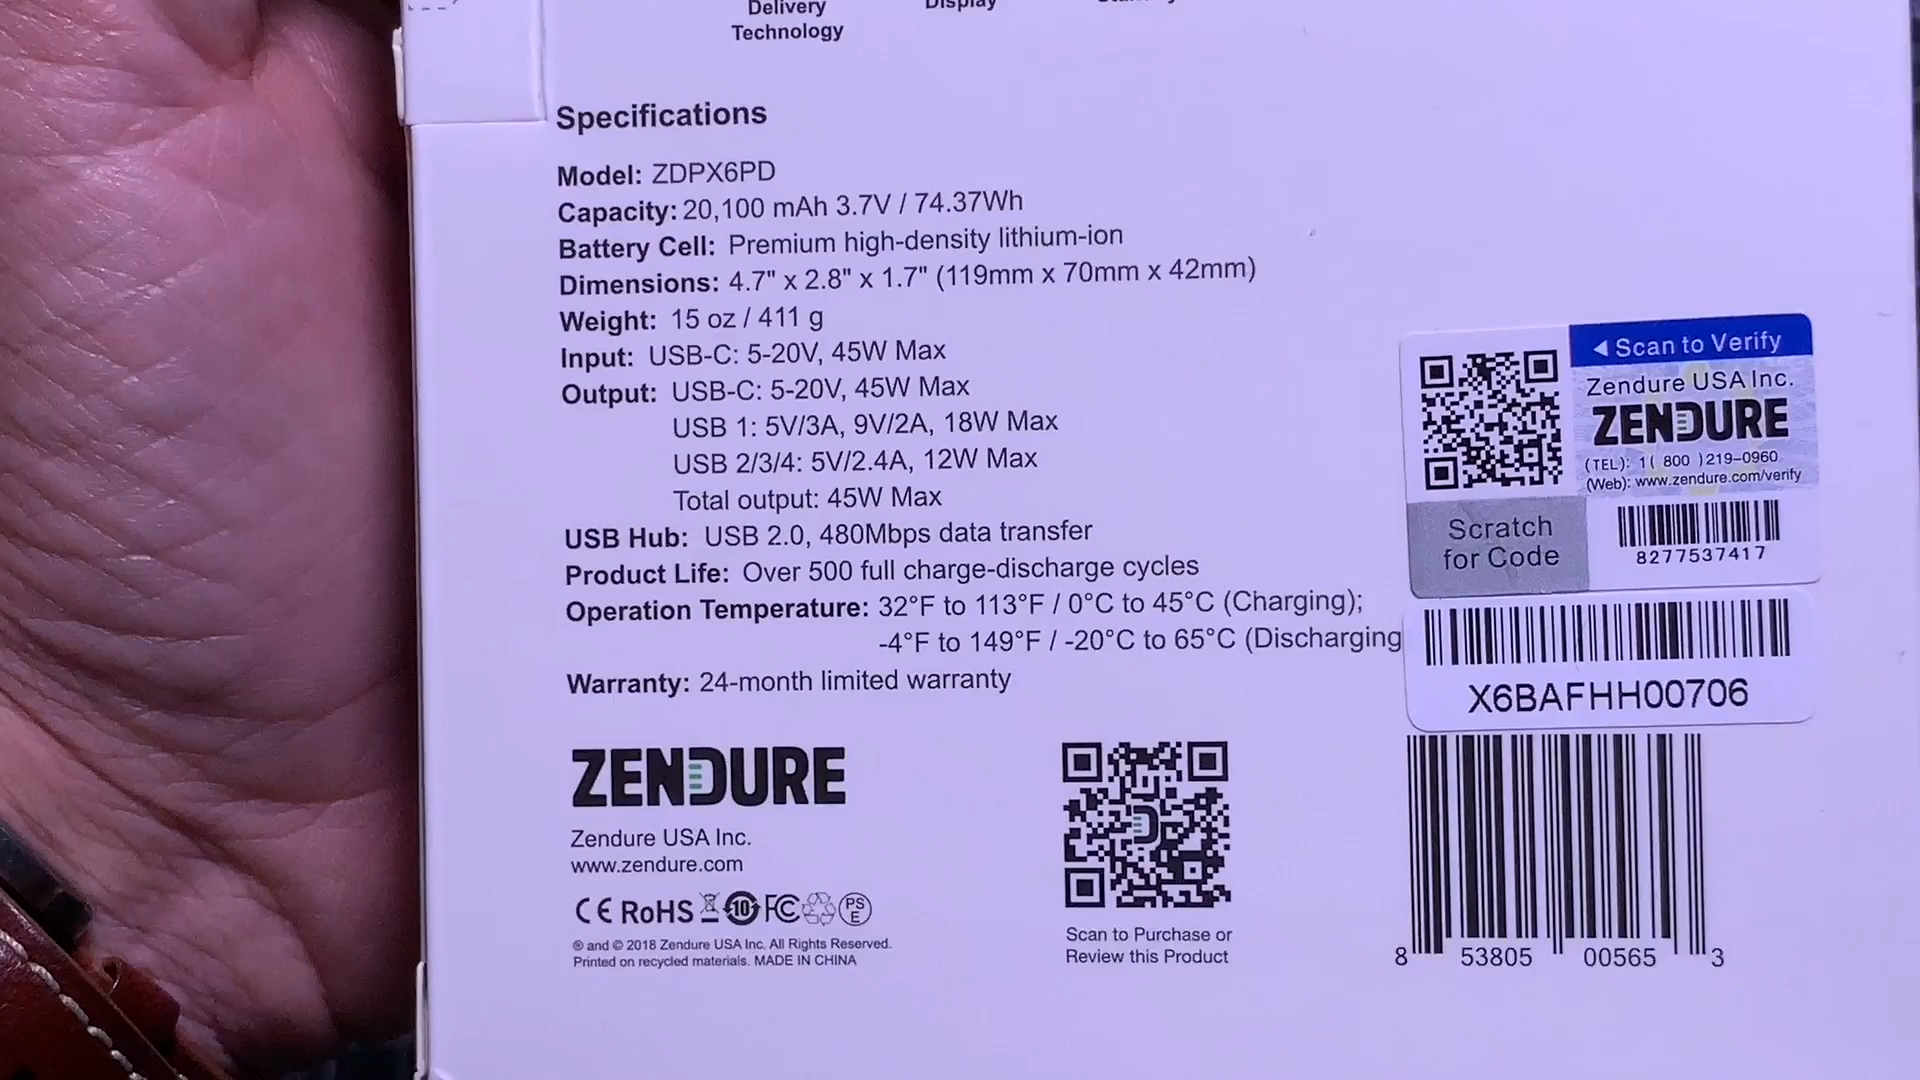 Delivery
Technology
Display
Specifications
Model: ZDPX6PD
Capacity: 20,100 mAh 3.7V / 74.37Wh
Battery Cell: Premium high-density lithium-ion
Dimensions: 4.7" x 2.8" x 1.7" (119mm x 70mm x 42mm)
Weight: 15 oz / 411 g
Input: USB-C: 5-20V, 45W Max
Output: USB-C: 5-20V, 45W Max
USB 1: 5V/3A, 9V/2A, 18W Max
USB 2/3/4: 5V/2.4A, 12W Max
Total output: 45W Max
USB Hub: USB 2.0, 480Mbps data transfer
Product Life: Over 500 full charge-discharge cycles
Operation Temperature: 32°F to 113°F / 0°C to 45°C (Charging);
-4°F to 149°F / -20°C to 65°C (Discharging
Warranty: 24-month limited warranty
ZENDURE
Zendure USA Inc.
www.zendure.com
CE RoHS 10 FC PS E
® and © 2018 Zendure USA Inc. All Rights Reserved.
Printed on recycled materials. MADE IN CHINA
Scan to Purchase or
Review this Product
◄ Scan to Verify
Zendure USA Inc.
ZENDURE
(TEL): 1( 800 )219-0960
(Web): www.zendure.com/verify
Scratch
for Code
8277537417
X6BAFHH00706
8 53805 00565 3